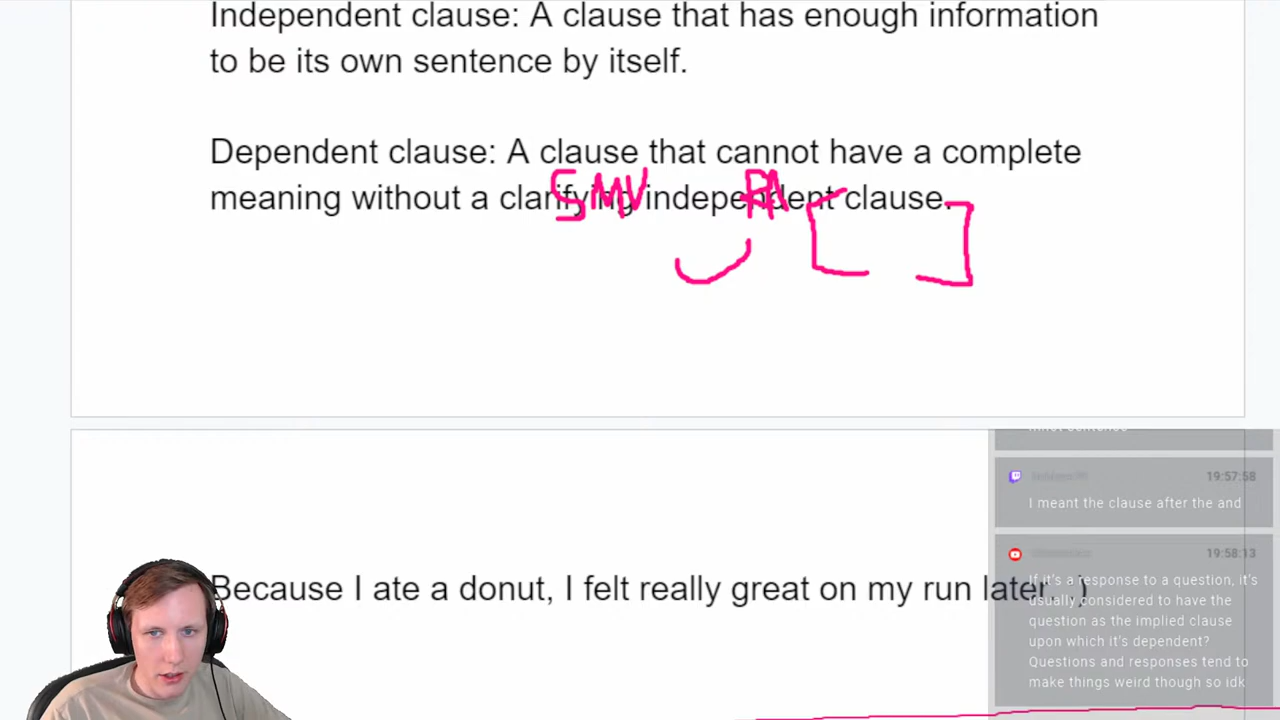 Independent clause: A clause that has enough information
to be its own sentence by itself.
Dependent clause: A clause that cannot have a complete
meaning without a clarifying independent clause.
SMV
Because I ate a donut, I felt really great on my run later. :)
19:57:58
I meant the clause after the and
19:58:13
If it's a response to a question, it's
usually considered to have the
question as the implied clause
upon which it's dependent?
Questions and responses tend to
make things weird though so idk